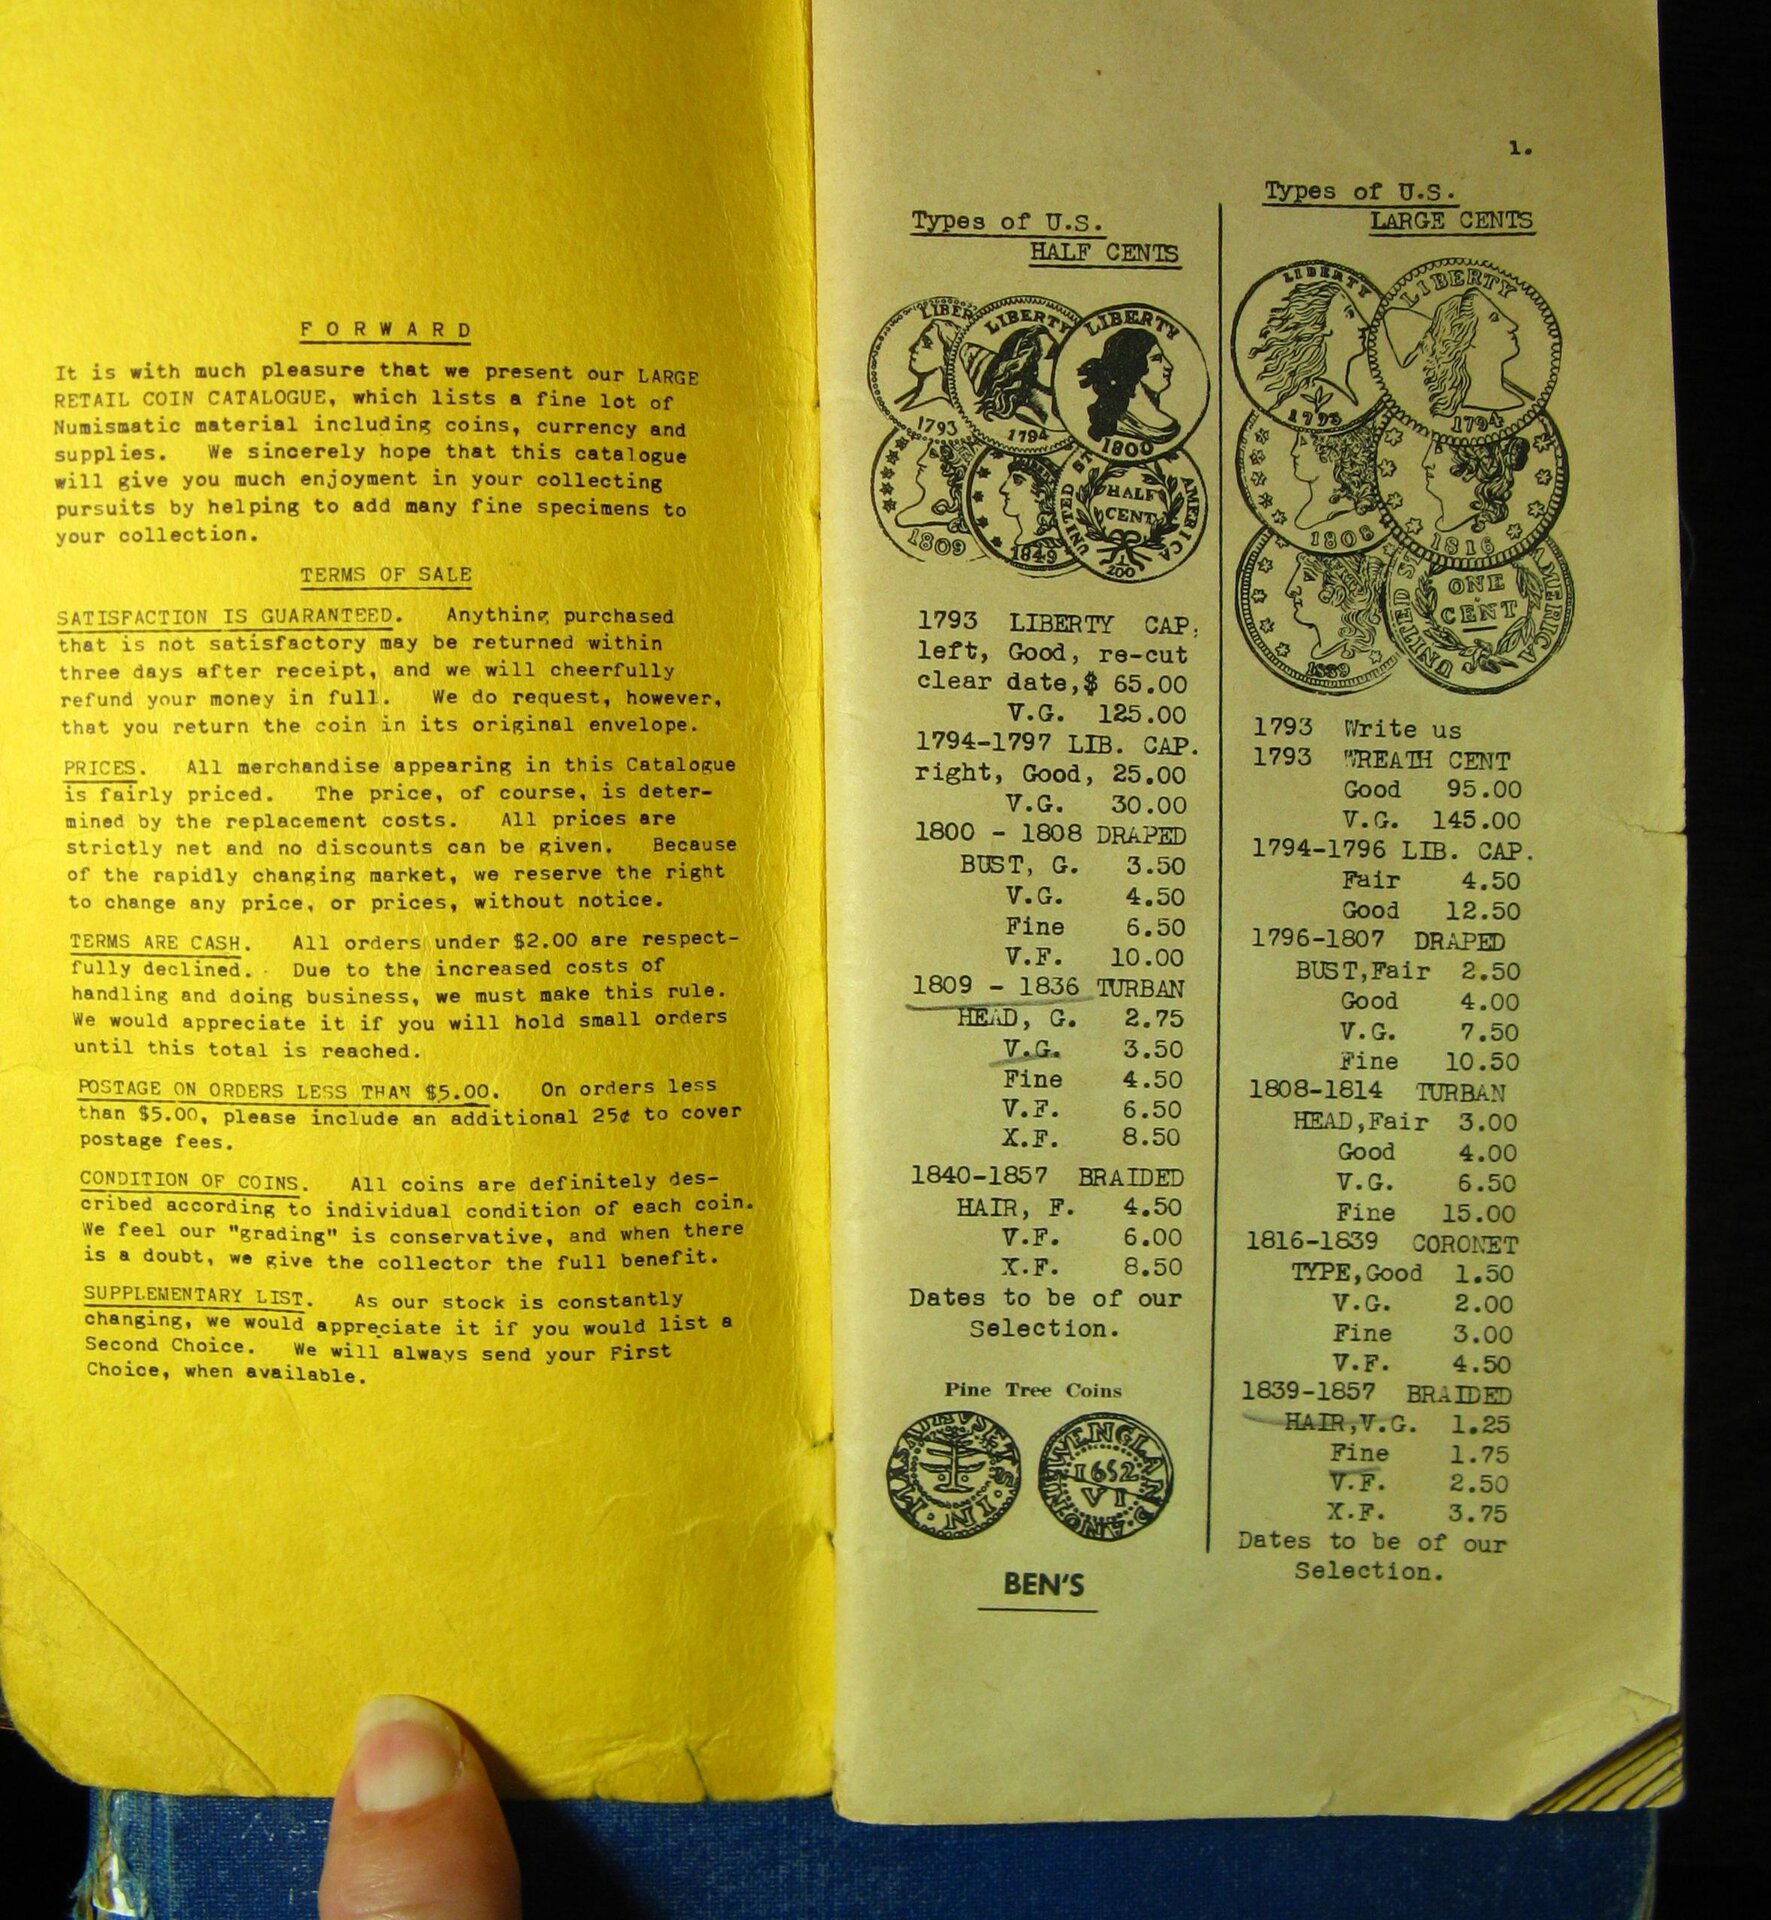 F O R W A R D
It is with much pleasure that we present our LARGE
RETAIL COIN CATALOGUE, which lists a fine lot of
Numismatic material including coins, currency and
supplies. We sincerely hope that this catalogue
will give you much enjoyment in your collecting
pursuits by helping to add many fine specimens to
your collection.
TERMS OF SALE
SATISFACTION IS GUARANTEED. Anything purchased
that is not satisfactory may be returned within
three days after receipt, and we will cheerfully
refund your money in full. We do request, however,
that you return the coin in its original envelope.
PRICES. All merchandise appearing in this Catalogue
is fairly priced. The price, of course, is deter-
mined by the replacement costs. All prices are
strictly net and no discounts can be given. Because
of the rapidly changing market, we reserve the right
to change any price, or prices, without notice.
TERMS ARE CASH. All orders under $2.00 are respect-
fully declined. Due to the increased costs of
handling and doing business, we must make this rule.
We would appreciate it if you will hold small orders
until this total is reached.
POSTAGE ON ORDERS LESS THAN $5.00. On orders less
than $5.00, please include an additional 25¢ to cover
postage fees.
CONDITION OF COINS. All coins are definitely des-
cribed according to individual condition of each coin.
We feel our "grading" is conservative, and when there
is a doubt, we give the collector the full benefit.
SUPPLEMENTARY LIST. As our stock is constantly
changing, we would appreciate it if you would list a
Second Choice. We will always send your First
Choice, when available.
1.
Types of U.S.
HALF CENTS
LIBER
1793
LIBERTY
1794
LIBERTY
1800
1809
1849
UNITED ST
AMERICA
HALF
CENT
1
200
1793 LIBERTY CAP,
left, Good, re-cut
clear date,$ 65.00
V.G. 125.00
1794-1797 LIB. CAP.
right, Good, 25.00
V.G. 30.00
1800 - 1808 DRAPED
BUST, G. 3.50
V.G. 4.50
Fine 6.50
V.F. 10.00
1809 - 1836 TURBAN
HEAD, G. 2.75
V.G. 3.50
Fine 4.50
V.F. 6.50
X.F. 8.50
1840-1857 BRAIDED
HAIR, F. 4.50
V.F. 6.00
X.F. 8.50
Dates to be of our
Selection.
Pine Tree Coins
MASATHUSETS · IN
NEWENGLAND · ANO
1652
VI
BEN'S
Types of U.S.
LARGE CENTS
LIBERTY
1793
LIBERTY
1794
1808
1816
1839
UNITED ST
AMERICA
ONE
CENT
1793 Write us
1793 WREATH CENT
Good 95.00
V.G. 145.00
1794-1796 LIB. CAP.
Fair 4.50
Good 12.50
1796-1807 DRAPED
BUST,Fair 2.50
Good 4.00
V.G. 7.50
Fine 10.50
1808-1814 TURBAN
HEAD,Fair 3.00
Good 4.00
V.G. 6.50
Fine 15.00
1816-1839 CORONET
TYPE,Good 1.50
V.G. 2.00
Fine 3.00
V.F. 4.50
1839-1857 BRAIDED
HAIR,V.G. 1.25
Fine 1.75
V.F. 2.50
X.F. 3.75
Dates to be of our
Selection.